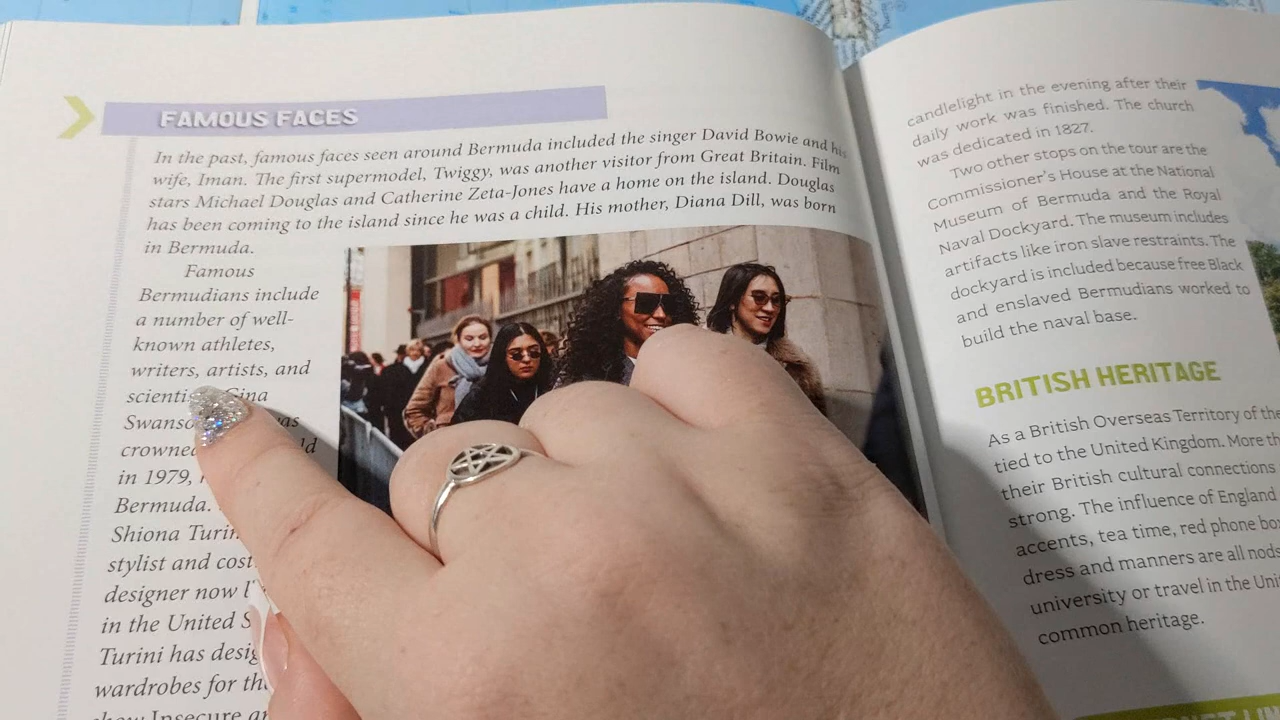 FAMOUS FACES
In the past, famous faces seen around Bermuda included the singer David Bowie and his
wife, Iman. The first supermodel, Twiggy, was another visitor from Great Britain. Film
stars Michael Douglas and Catherine Zeta-Jones have a home on the island. Douglas
has been coming to the island since he was a child. His mother, Diana Dill, was born
in Bermuda.
Famous
Bermudians include
a number of well-
known athletes,
writers, artists, and
Gina
in 1979,
Bermuda.
Shiona
stylist and
designer now
in the United
Turini has
wardrobes for
show Insecure
candlelight in the evening after their
daily work was finished. The church
was dedicated in 1827.
Two other stops on the tour are the
Commissioner's House at the National
Museum of Bermuda and the Royal
Naval Dockyard. The museum includes
artifacts like iron slave restraints. The
dockyard is included because free Black
and enslaved Bermudians worked to
build the naval base.
BRITISH HERITAGE
As a British Overseas Territory of the
tied to the United Kingdom. More
their British cultural connections
strong. The influence of England
accents, tea time, red phone
dress and manners are all nods
university or travel in the
common heritage.